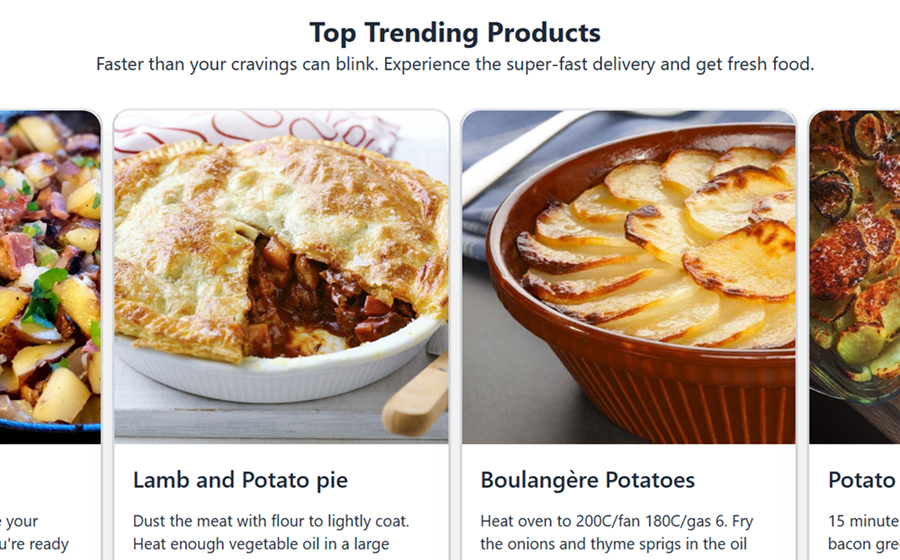 Top Trending Products
Faster than your cravings can blink. Experience the super-fast delivery and get fresh food.
Lamb and Potato pie
Boulangère Potatoes
Potato
your
Dust the meat with flour to lightly coat.
Heat oven to 200C/fan 180C/gas 6. Fry
15 minute
u're ready
Heat enough vegetable oil in a large
the onions and thyme sprigs in the oil
bacon gre